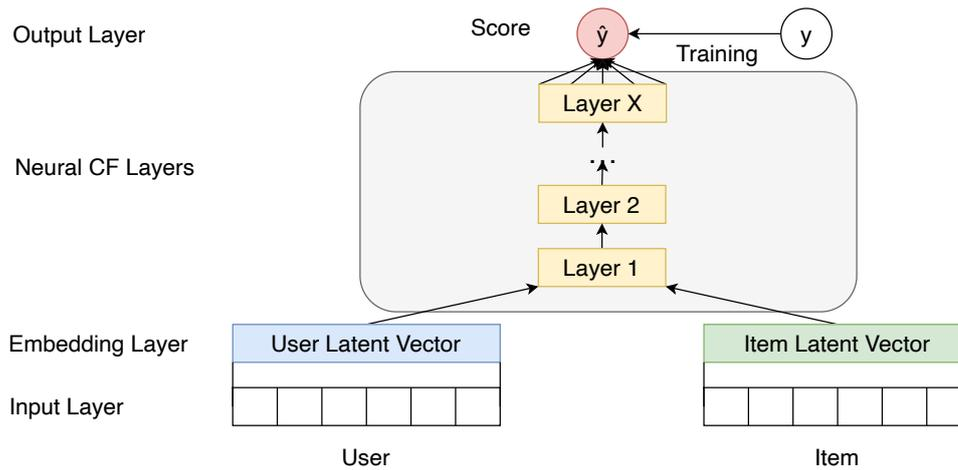 Output Layer
Score
ŷ
y
Training
Layer X
Neural CF Layers
...
Layer 2
Layer 1
Embedding Layer
User Latent Vector
Item Latent Vector
Input Layer
User
Item